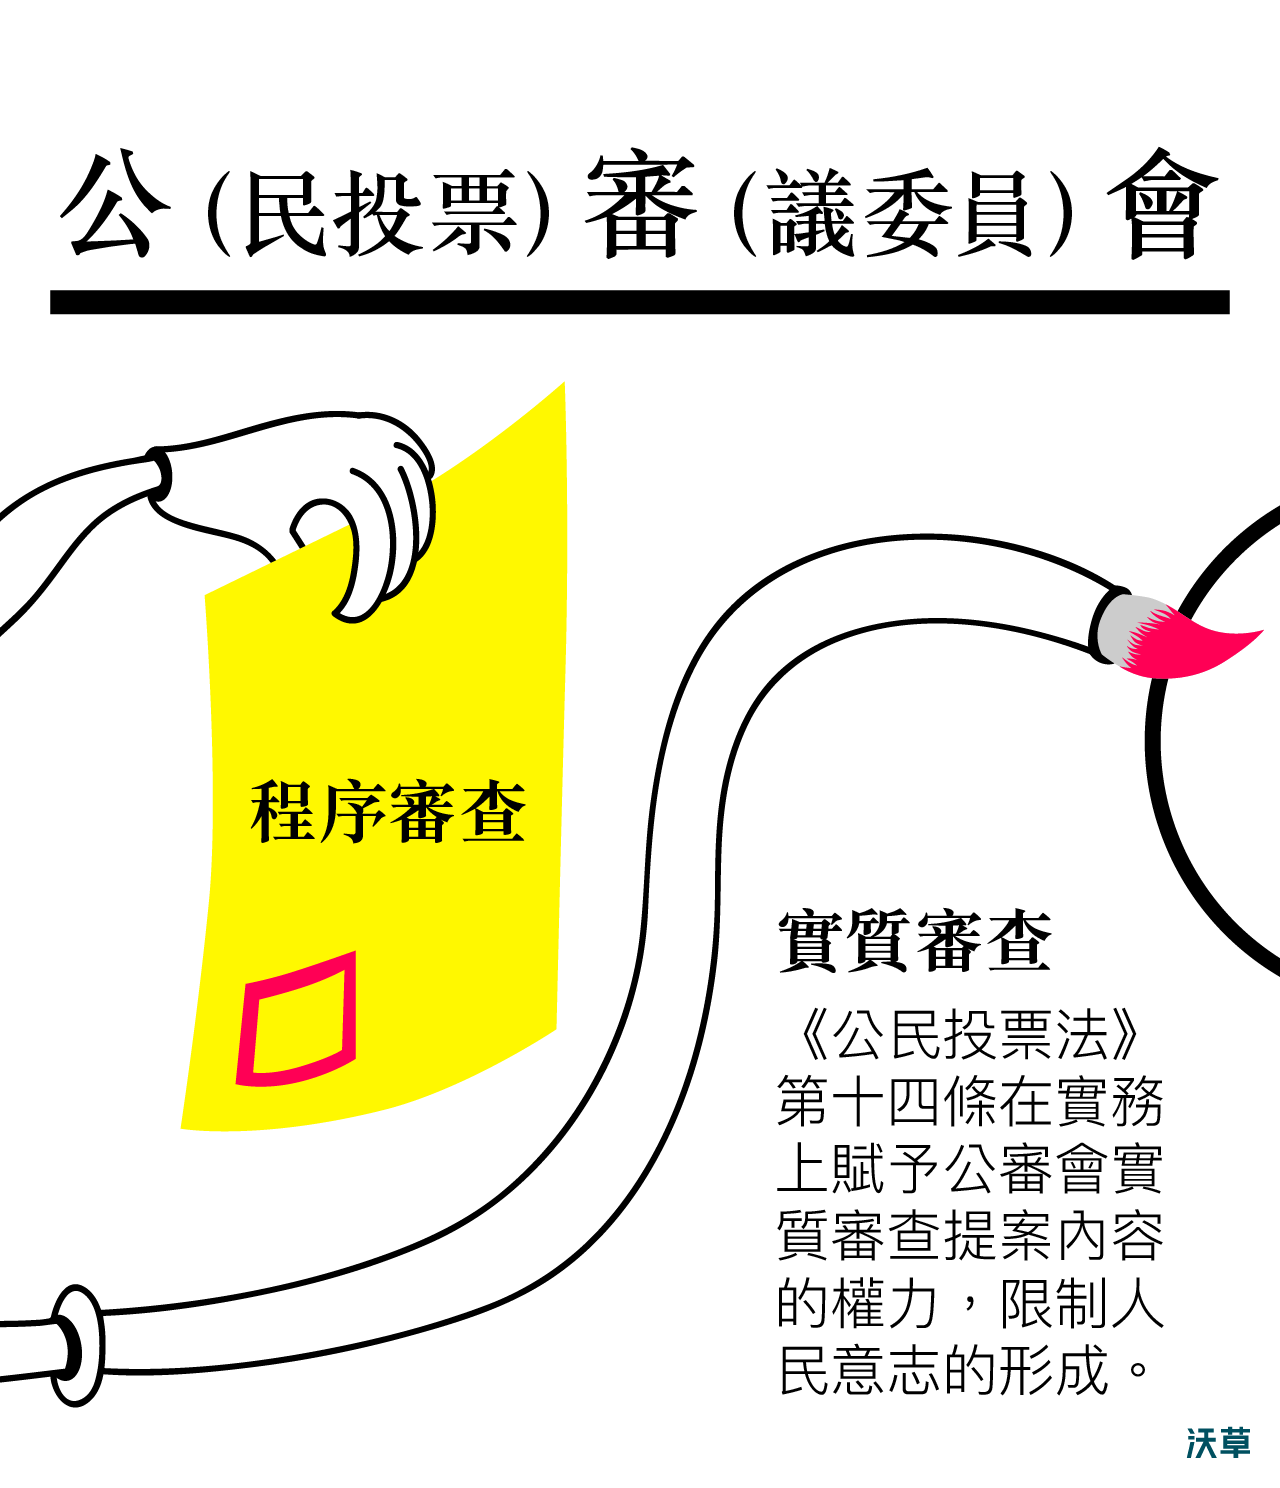 公(民投票)審(議委員)會
程序審查
實質審查
《公民投票法》
第十四條在實務
上賦予公審會實
質審查提案內容
的權力，限制人
民意志的形成。
沃草